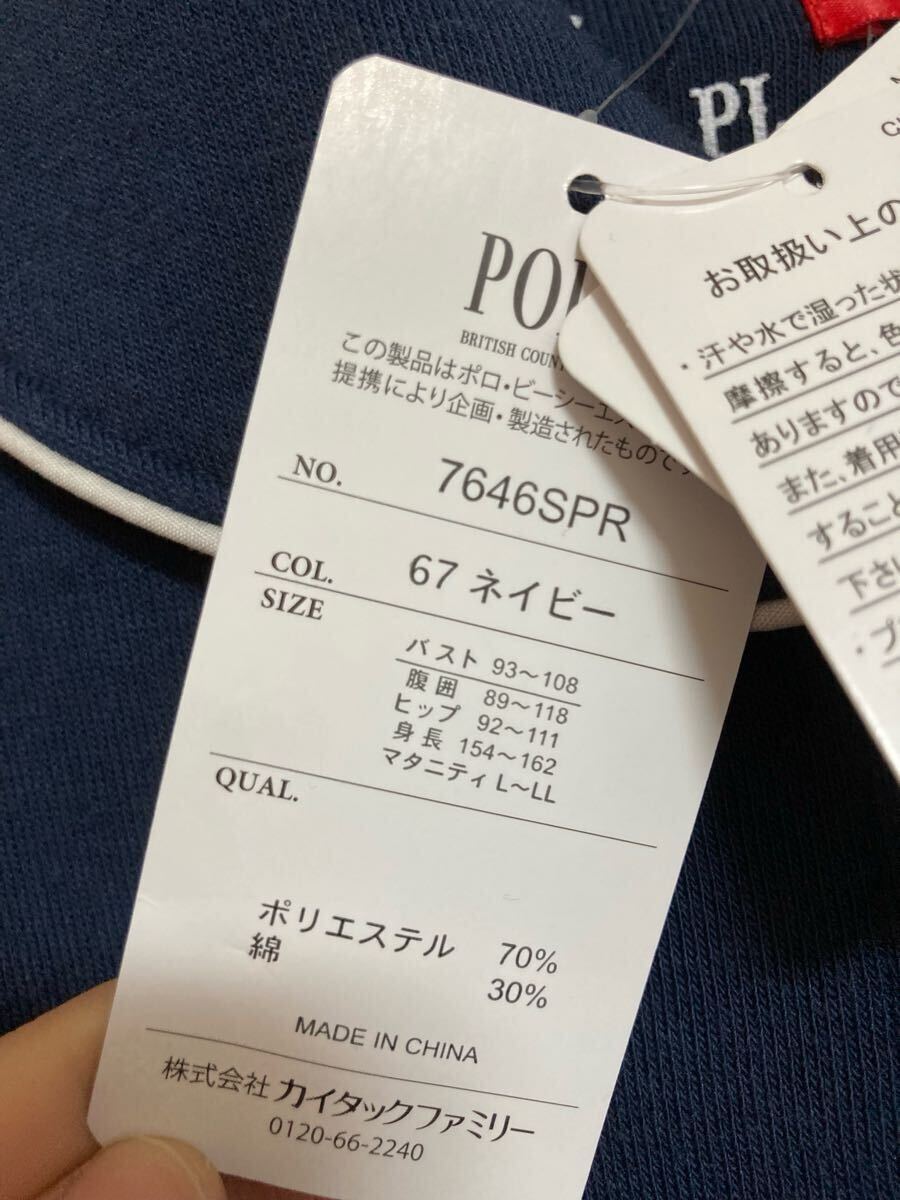 POL
BRITISH COUN
この製品はポロ・ビーシーエス
提携により企画・製造されたものです
NO. 7646SPR
COL. 67 ネイビー
SIZE
バスト 93～108
腹囲 89～118
ヒップ 92～111
身長 154～162
マタニティ L～LL
QUAL.
ポリエステル 70%
綿 30%
MADE IN CHINA
株式会社 カイタックファミリー
0120-66-2240
お取扱い上の
・汗や水で湿った状
摩擦すると、色
ありますので
また、着用
すること
下さい
・プ